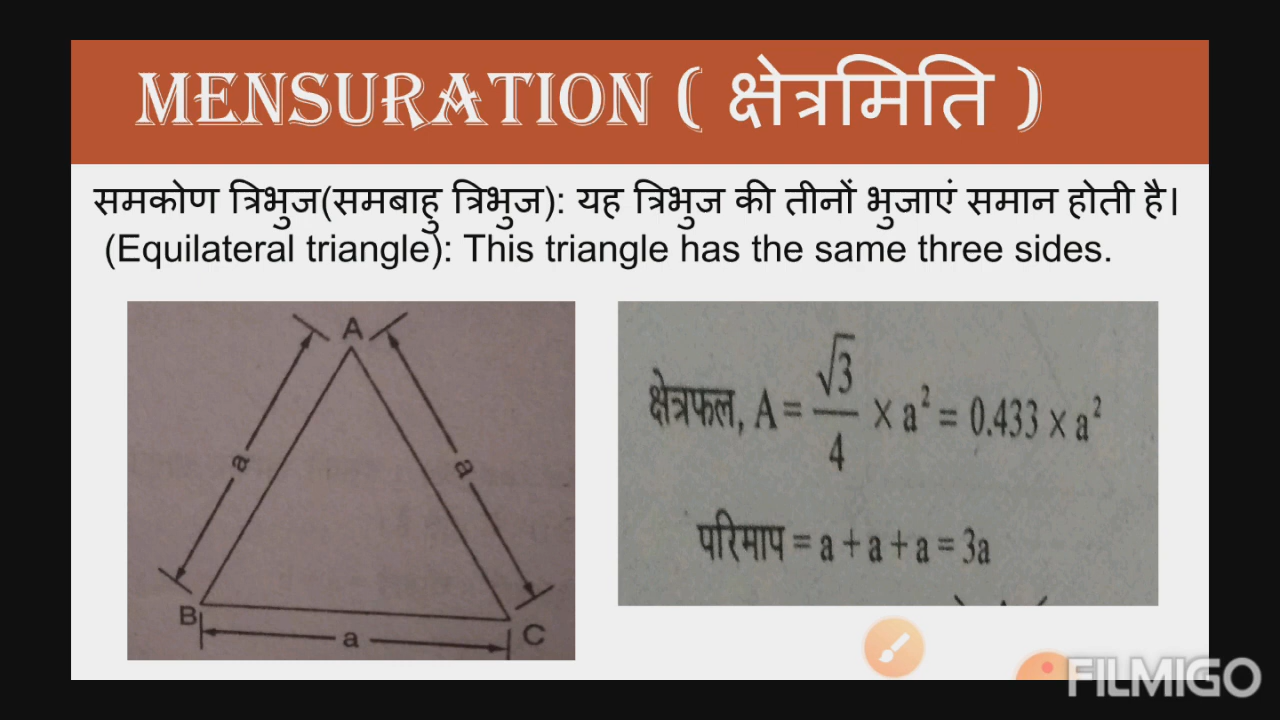 MENSURATION ( क्षेत्रमिति )
समकोण त्रिभुज(समबाहु त्रिभुज): यह त्रिभुज की तीनों भुजाएं समान होती है।
(Equilateral triangle): This triangle has the same three sides.
A
a
a
B
a
C
क्षेत्रफल, A = √3/4 × a² = 0.433 × a²
परिमाप = a + a + a = 3a
FILMIGO